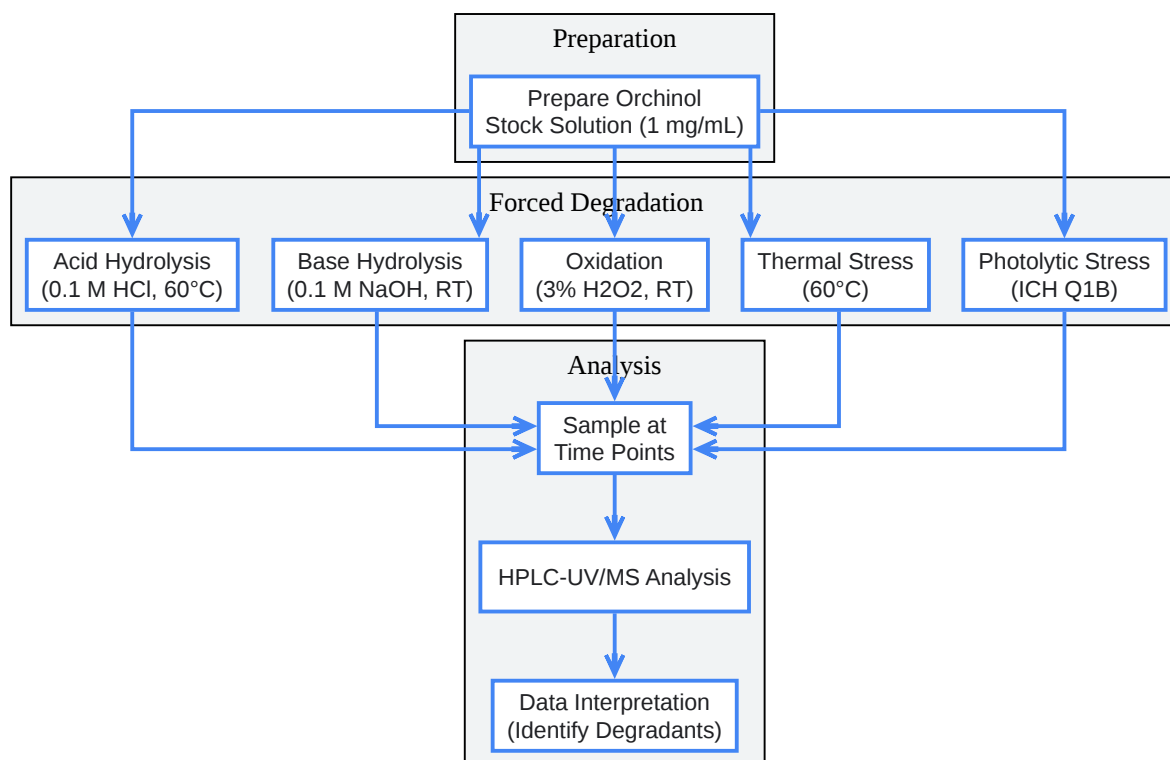 Preparation
Prepare Orchinol
Stock Solution (1 mg/mL)
Forced Degradation
Acid Hydrolysis
(0.1 M HCl, 60°C)
Base Hydrolysis
(0.1 M NaOH, RT)
Oxidation
(3% H2O2, RT)
Thermal Stress
(60°C)
Photolytic Stress
(ICH Q1B)
Analysis
Sample at
Time Points
HPLC-UV/MS Analysis
Data Interpretation
(Identify Degradants)